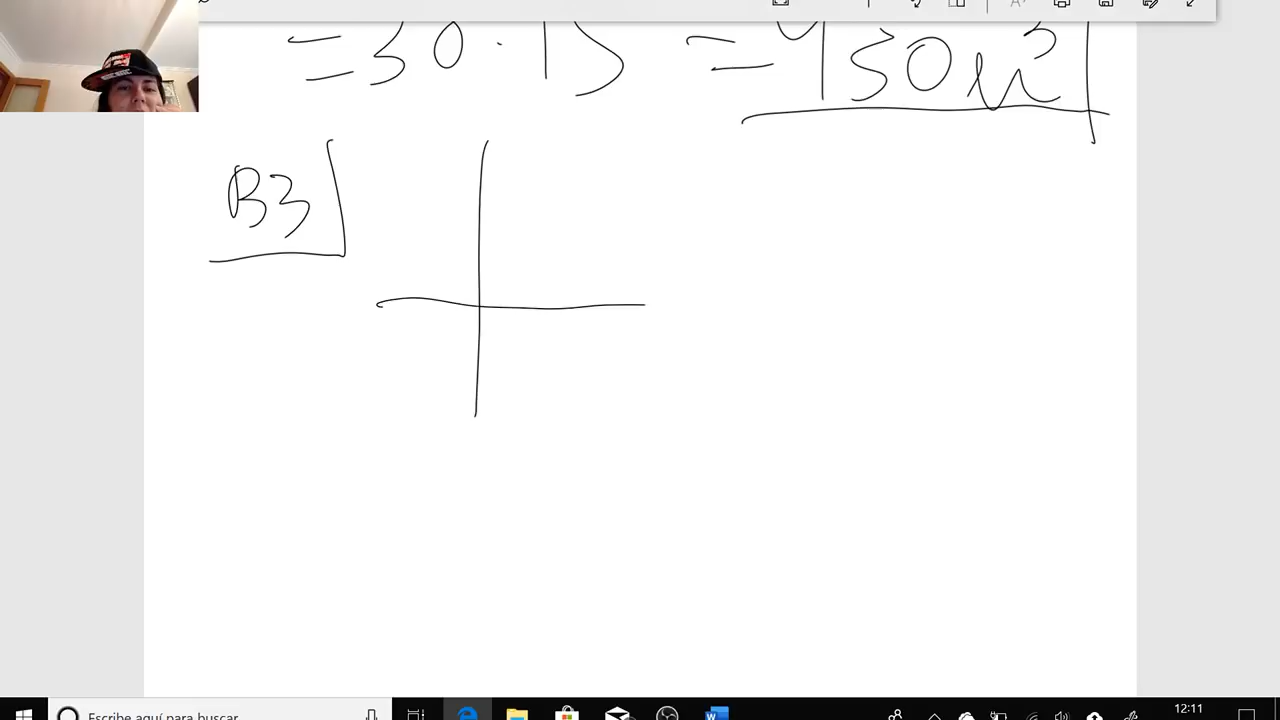 = 30 · 15 = 450 u²
B3
Escribe aquí para buscar
12:11